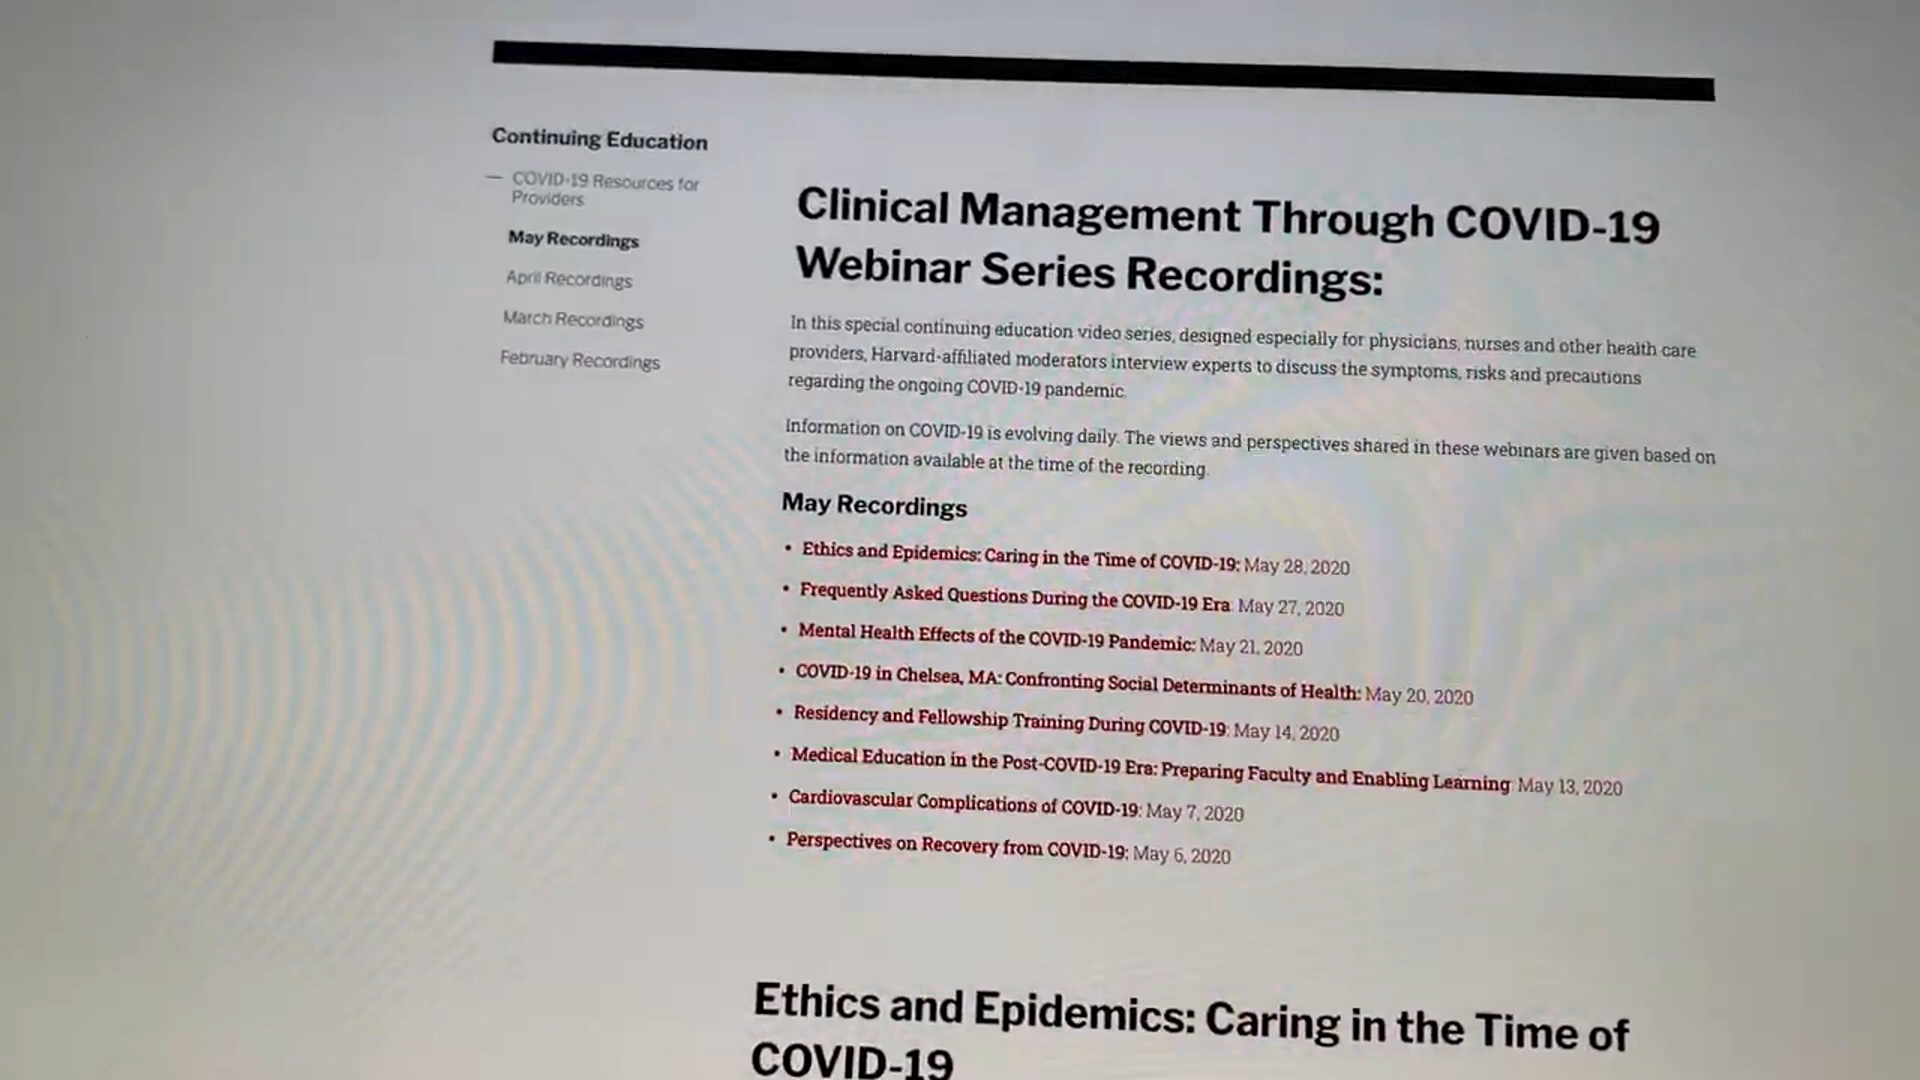 Continuing Education
— COVID-19 Resources for
Providers
May Recordings
April Recordings
March Recordings
February Recordings
Clinical Management Through COVID-19
Webinar Series Recordings:
In this special continuing education video series, designed especially for physicians, nurses and other health care
providers, Harvard-affiliated moderators interview experts to discuss the symptoms, risks and precautions
regarding the ongoing COVID-19 pandemic.
Information on COVID-19 is evolving daily. The views and perspectives shared in these webinars are given based on
the information available at the time of the recording.
May Recordings
• Ethics and Epidemics: Caring in the Time of COVID-19: May 28, 2020
• Frequently Asked Questions During the COVID-19 Era: May 27, 2020
• Mental Health Effects of the COVID-19 Pandemic: May 21, 2020
• COVID-19 in Chelsea, MA: Confronting Social Determinants of Health: May 20, 2020
• Residency and Fellowship Training During COVID-19: May 14, 2020
• Medical Education in the Post-COVID-19 Era: Preparing Faculty and Enabling Learning: May 13, 2020
• Cardiovascular Complications of COVID-19: May 7, 2020
• Perspectives on Recovery from COVID-19: May 6, 2020
Ethics and Epidemics: Caring in the Time of
COVID-19